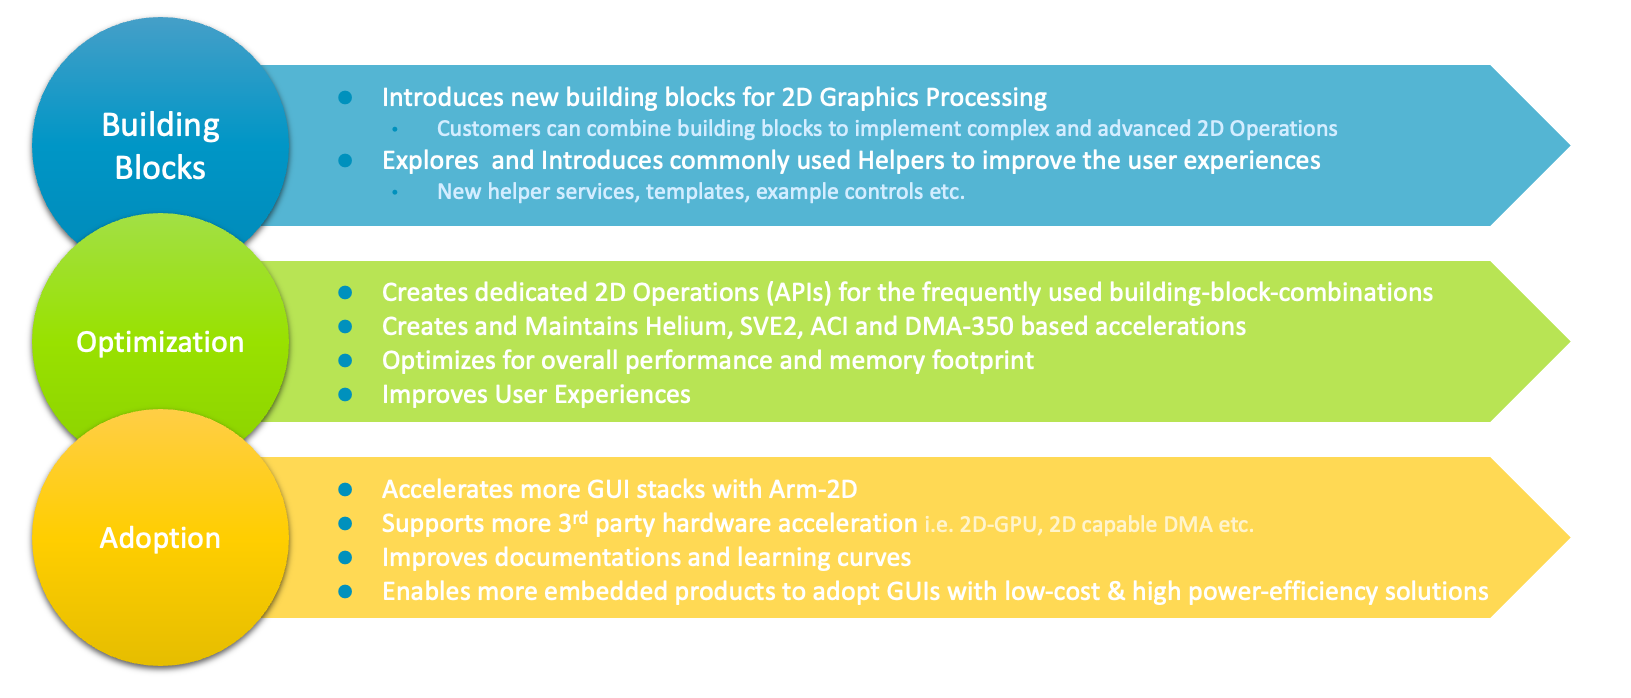 Building
Blocks
Introduces new building blocks for 2D Graphics Processing
Customers can combine building blocks to implement complex and advanced 2D Operations
Explores  and Introduces commonly used Helpers to improve the user experiences
New helper services, templates, example controls etc.
Optimization
Creates dedicated 2D Operations (APIs) for the frequently used building-block-combinations
Creates and Maintains Helium, SVE2, ACI and DMA-350 based accelerations
Optimizes for overall performance and memory footprint
Improves User Experiences
Adoption
Accelerates more GUI stacks with Arm-2D
Supports more 3rd party hardware acceleration i.e. 2D-GPU, 2D capable DMA etc.
Improves documentations and learning curves
Enables more embedded products to adopt GUIs with low-cost & high power-efficiency solutions